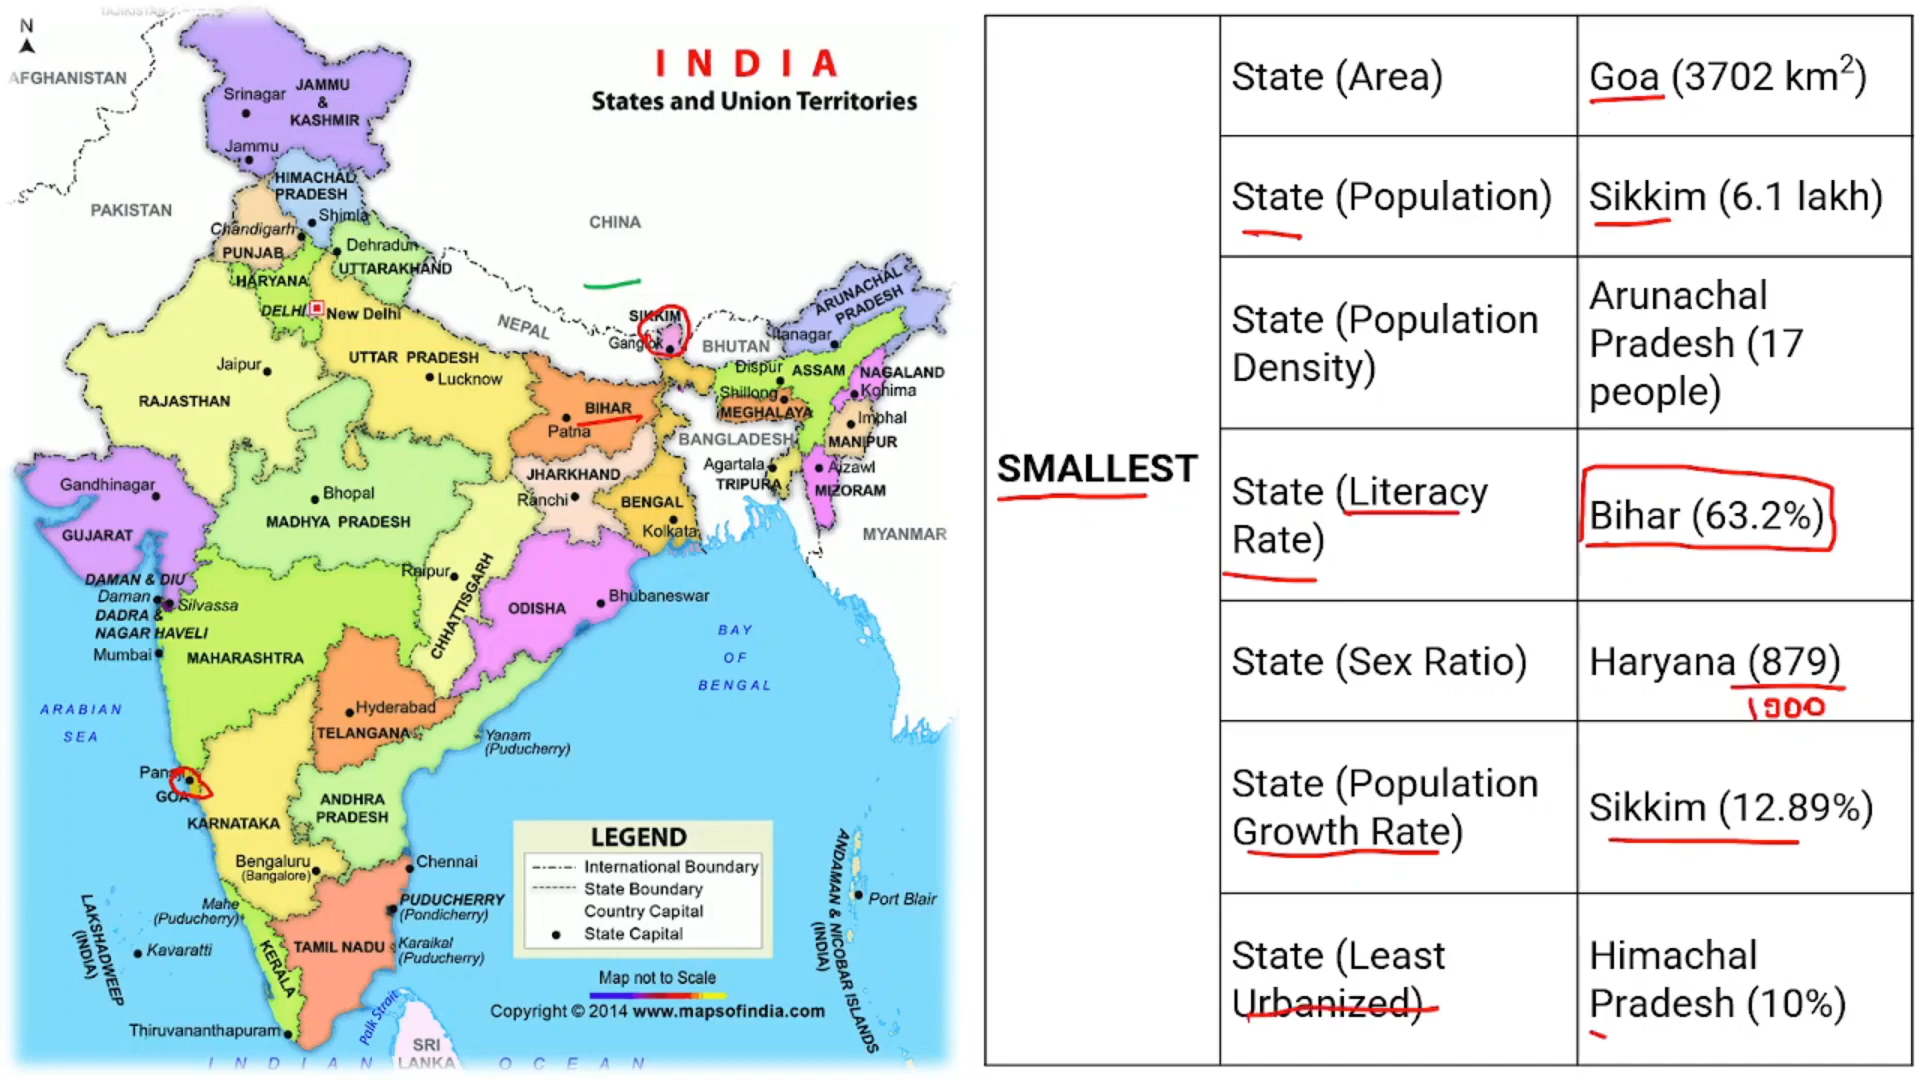 TAJIKISTAN
N
AFGHANISTAN
INDIA
States and Union Territories
JAMMU
&
KASHMIR
Srinagar
Jammu
HIMACHAL
PRADESH
Shimla
PAKISTAN
CHINA
Chandigarh
PUNJAB
Dehradun
UTTARAKHAND
HARYANA
DELHI
New Delhi
NEPAL
SIKKIM
Gangtok
BHUTAN
ARUNACHAL
PRADESH
Itanagar
Jaipur
RAJASTHAN
UTTAR PRADESH
Lucknow
BIHAR
Patna
Dispur
ASSAM
NAGALAND
Kohima
Shillong
MEGHALAYA
Imphal
MANIPUR
BANGLADESH
Agartala
TRIPURA
Aizawl
MIZORAM
MYANMAR
Gandhinagar
GUJARAT
Bhopal
MADHYA PRADESH
JHARKHAND
Ranchi
BENGAL
Kolkata
Raipur
CHHATTISGARH
ODISHA
Bhubaneswar
DAMAN & DIU
Daman
Silvassa
DADRA &
NAGAR HAVELI
Mumbai
MAHARASHTRA
BAY
OF
BENGAL
ARABIAN
SEA
Hyderabad
TELANGANA
Yanam
(Puducherry)
Panaji
GOA
KARNATAKA
ANDHRA
PRADESH
Bengaluru
(Bangalore)
Chennai
Mahe
(Puducherry)
PUDUCHERRY
(Pondicherry)
TAMIL NADU
Karaikal
(Puducherry)
KERALA
LAKSHADWEEP
(INDIA)
Kavaratti
Thiruvananthapuram
Palk Strait
SRI
LANKA
INDIAN OCEAN
ANDAMAN & NICOBAR ISLANDS
(INDIA)
Port Blair
LEGEND
International Boundary
State Boundary
Country Capital
State Capital
Map not to Scale
Copyright © 2014 www.mapsofindia.com
SMALLEST
State (Area)
Goa (3702 km²)
State (Population)
Sikkim (6.1 lakh)
State (Population
Density)
Arunachal
Pradesh (17
people)
State (Literacy
Rate)
Bihar (63.2%)
State (Sex Ratio)
Haryana (879)
1000
State (Population
Growth Rate)
Sikkim (12.89%)
State (Least
Urbanized)
Himachal
Pradesh (10%)